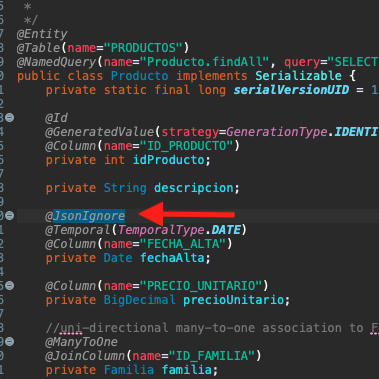 *
*/
@Entity
@Table(name="PRODUCTOS")
@NamedQuery(name="Producto.findAll", query="SELECT
public class Producto implements Serializable {
private static final long serialVersionUID = 1
@Id
@GeneratedValue(strategy=GenerationType.IDENTI
@Column(name="ID_PRODUCTO")
private int idProducto;
private String descripcion;
@JsonIgnore
@Temporal(TemporalType.DATE)
@Column(name="FECHA_ALTA")
private Date fechaAlta;
@Column(name="PRECIO_UNITARIO")
private BigDecimal precioUnitario;
//uni-directional many-to-one association to F
@ManyToOne
@JoinColumn(name="ID_FAMILIA")
private Familia familia;